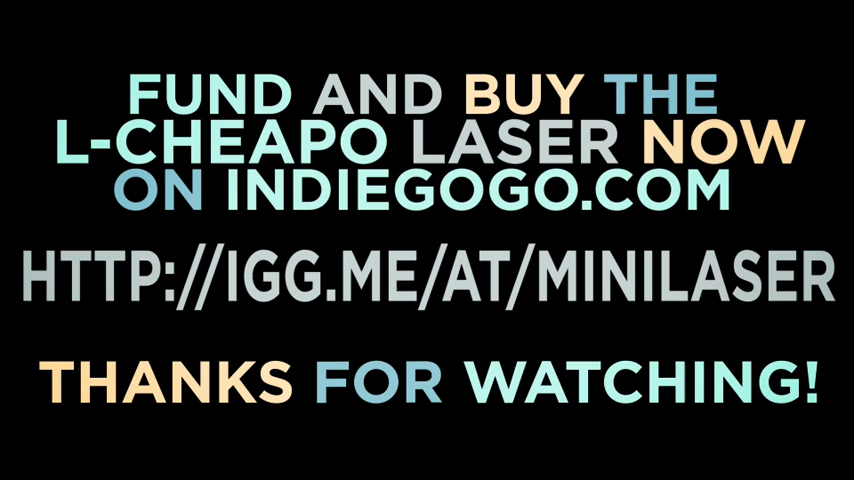 FUND AND BUY THE
L-CHEAPO LASER NOW
ON INDIEGOGO.COM
HTTP://IGG.ME/AT/MINILASER
THANKS FOR WATCHING!